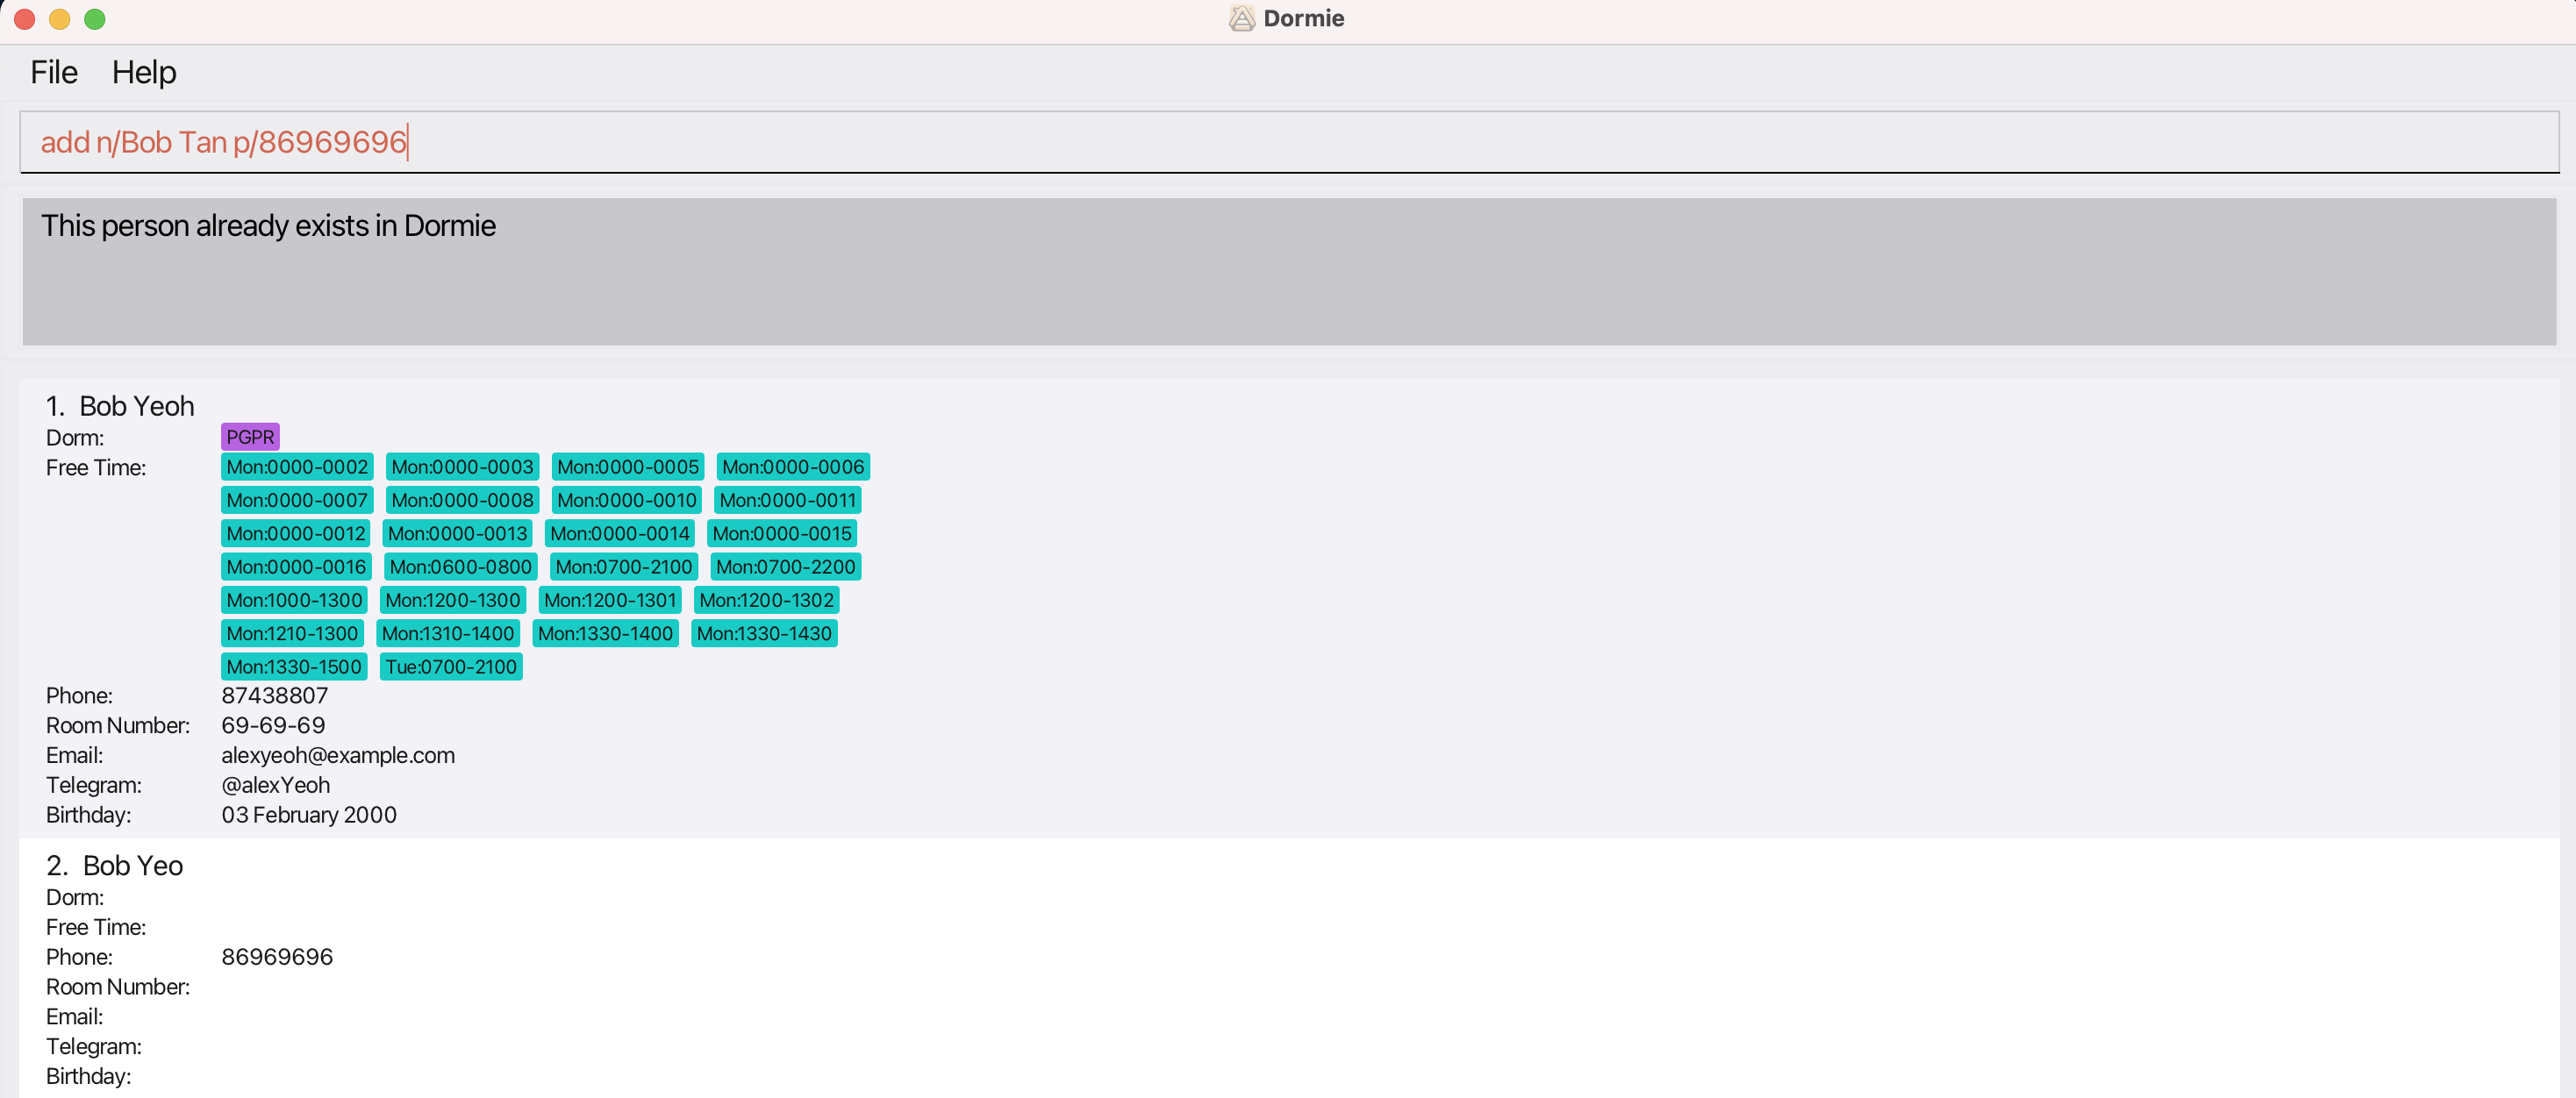 Dormie
File Help
add n/Bob Tan p/86969696
This person already exists in Dormie
1. Bob Yeoh
Dorm: PGPR
Free Time: Mon:0000-0002 Mon:0000-0003 Mon:0000-0005 Mon:0000-0006
Mon:0000-0007 Mon:0000-0008 Mon:0000-0010 Mon:0000-0011
Mon:0000-0012 Mon:0000-0013 Mon:0000-0014 Mon:0000-0015
Mon:0000-0016 Mon:0600-0800 Mon:0700-2100 Mon:0700-2200
Mon:1000-1300 Mon:1200-1300 Mon:1200-1301 Mon:1200-1302
Mon:1210-1300 Mon:1310-1400 Mon:1330-1400 Mon:1330-1430
Mon:1330-1500 Tue:0700-2100
Phone: 87438807
Room Number: 69-69-69
Email: alexyeoh@example.com
Telegram: @alexYeoh
Birthday: 03 February 2000
2. Bob Yeo
Dorm:
Free Time:
Phone: 86969696
Room Number:
Email:
Telegram:
Birthday: